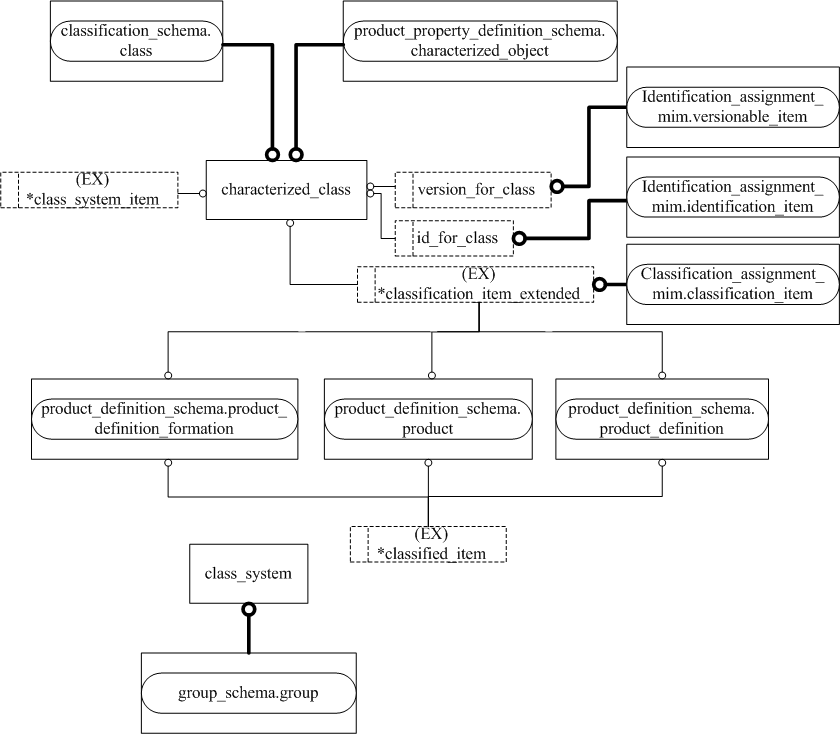 classification_schema.
class
product_property_definition_schema.
characterized_object
Identification_assignment_
mim.versionable_item
(EX)
*class_system_item
characterized_class
version_for_class
Identification_assignment_
mim.identification_item
id_for_class
(EX)
*classification_item_extended
Classification_assignment_
mim.classification_item
product_definition_schema.product_
definition_formation
product_definition_schema.
product
product_definition_schema.
product_definition
(EX)
*classified_item
class_system
group_schema.group